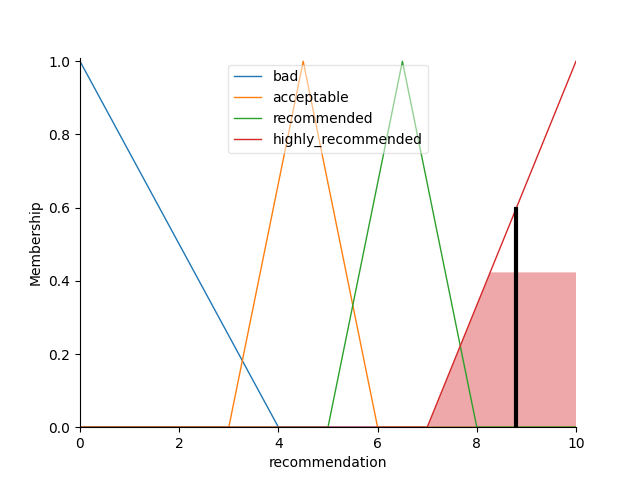 1.0
0.8
0.6
0.4
0.2
0.0
Membership
bad
acceptable
recommended
highly_recommended
0 2 4 6 8 10
recommendation